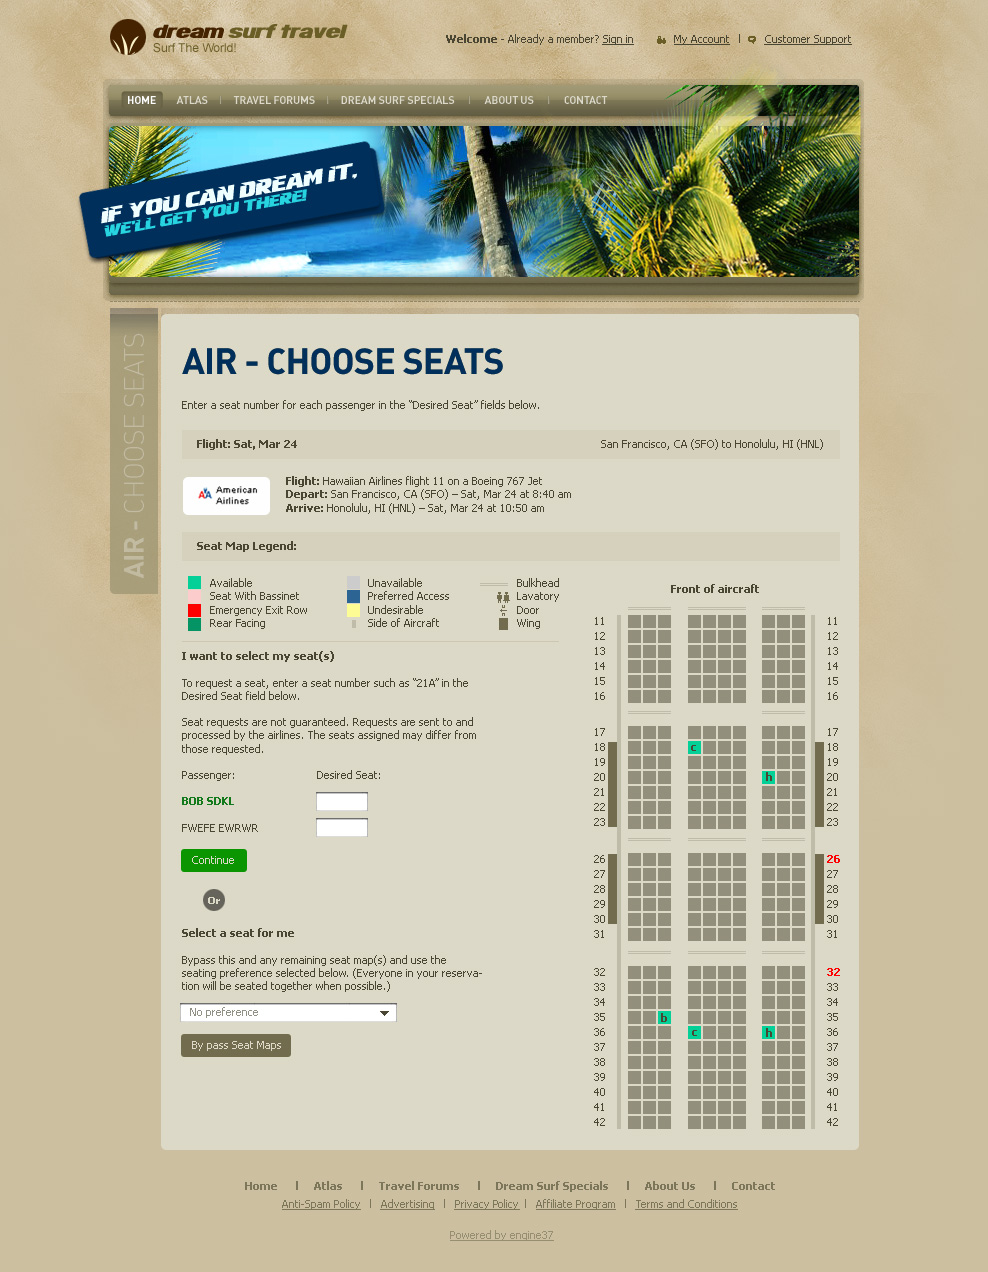 dream surf travel
Surf The World!
Welcome - Already a member? Sign in
My Account | Customer Support
HOME | ATLAS | TRAVEL FORUMS | DREAM SURF SPECIALS | ABOUT US | CONTACT
IF YOU CAN DREAM IT,
WE'LL GET YOU THERE!
AIR - CHOOSE SEATS
AIR - CHOOSE SEATS
Enter a seat number for each passenger in the "Desired Seat" fields below.
Flight: Sat, Mar 24 San Francisco, CA (SFO) to Honolulu, HI (HNL)
American
Airlines
Flight: Hawaiian Airlines flight 11 on a Boeing 767 Jet
Depart: San Francisco, CA (SFO) – Sat, Mar 24 at 8:40 am
Arrive: Honolulu, HI (HNL) – Sat, Mar 24 at 10:50 am
Seat Map Legend:
Available Unavailable Bulkhead
Seat With Bassinet Preferred Access Lavatory
Emergency Exit Row Undesirable Door
Rear Facing Side of Aircraft Wing
I want to select my seat(s)
To request a seat, enter a seat number such as "21A" in the
Desired Seat field below.
Seat requests are not guaranteed. Requests are sent to and
processed by the airlines. The seats assigned may differ from
those requested.
Passenger: Desired Seat:
BOB SDKL
FWEFE EWRWR
Continue
Or
Select a seat for me
Bypass this and any remaining seat map(s) and use the
seating preference selected below. (Everyone in your reserva-
tion will be seated together when possible.)
No preference
By pass Seat Maps
Front of aircraft
11 11
12 12
13 13
14 14
15 15
16 16
17 17
18 c 18
19 19
20 h 20
21 21
22 22
23 23
26 26
27 27
28 28
29 29
30 30
31 31
32 32
33 33
34 34
35 b 35
36 c h 36
37 37
38 38
39 39
40 40
41 41
42 42
Home | Atlas | Travel Forums | Dream Surf Specials | About Us | Contact
Anti-Spam Policy | Advertising | Privacy Policy | Affiliate Program | Terms and Conditions
Powered by engine37